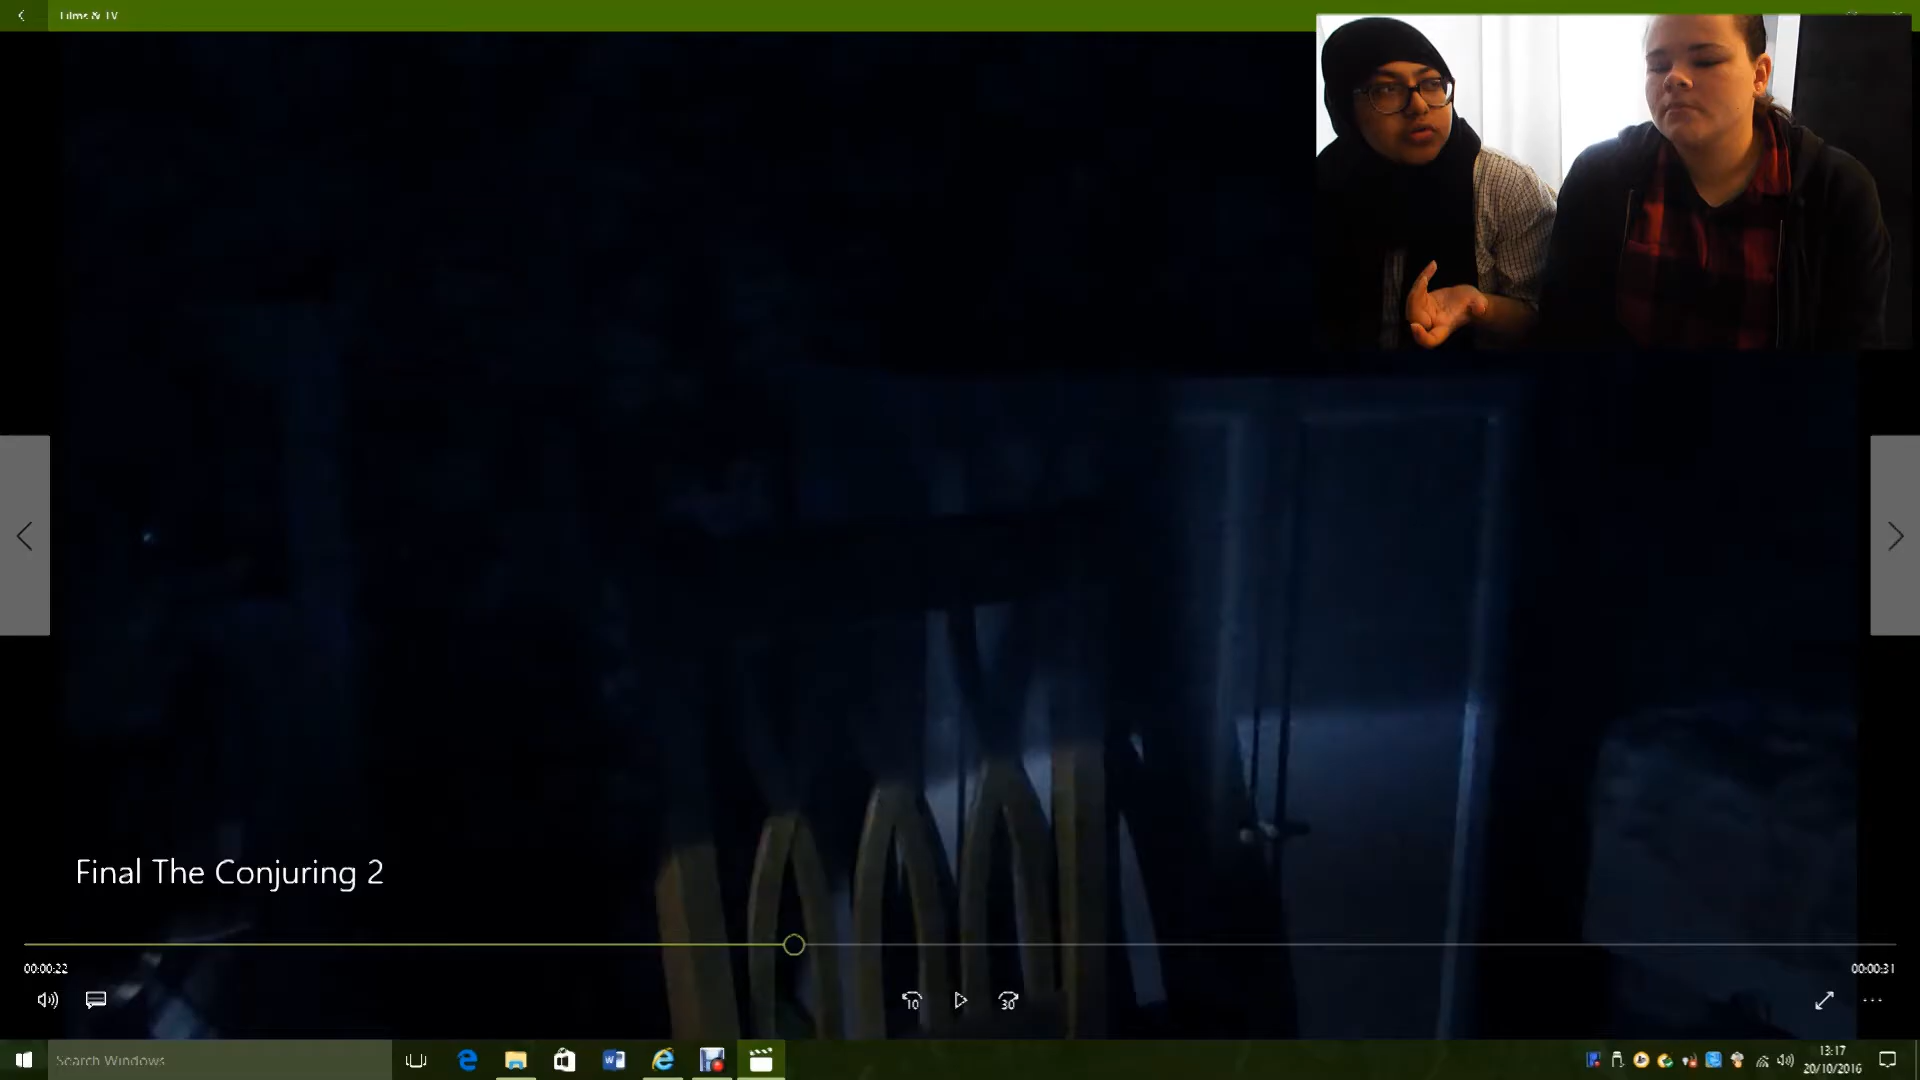 Films & TV
Final The Conjuring 2
00:00:22
00:00:31
10
30
Search Windows
13:17
20/10/2016